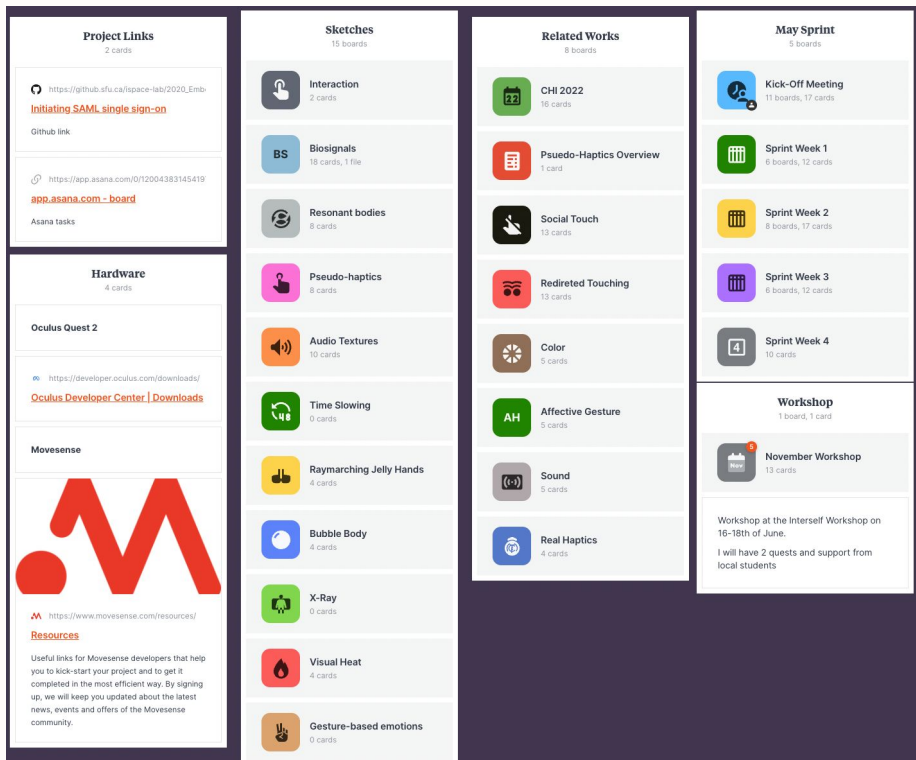 Project Links
2 cards
https://github.sfu.ca/ispace-lab/2020_Emb
Initiating SAML single sign-on
Github link
https://app.asana.com/0/12004383145419
app.asana.com - board
Asana tasks
Hardware
4 cards
Oculus Quest 2
https://developer.oculus.com/downloads/
Oculus Developer Center | Downloads
Movesense
https://www.movesense.com/resources/
Resources
Useful links for Movesense developers that help
you to kick-start your project and to get it
completed in the most efficient way. By signing
up, we will keep you updated about the latest
news, events and offers of the Movesense
community.
Sketches
15 boards
Interaction
2 cards
BS
Biosignals
18 cards, 1 file
Resonant bodies
8 cards
Pseudo-haptics
8 cards
Audio Textures
10 cards
48
Time Slowing
0 cards
Raymarching Jelly Hands
4 cards
Bubble Body
4 cards
X-Ray
0 cards
Visual Heat
4 cards
Gesture-based emotions
0 cards
Related Works
8 boards
22
CHI 2022
16 cards
Psuedo-Haptics Overview
1 card
Social Touch
13 cards
Redireted Touching
13 cards
Color
5 cards
AH
Affective Gesture
5 cards
Sound
5 cards
Real Haptics
4 cards
May Sprint
5 boards
Kick-Off Meeting
11 boards, 17 cards
Sprint Week 1
6 boards, 12 cards
Sprint Week 2
8 boards, 17 cards
Sprint Week 3
6 boards, 12 cards
4
Sprint Week 4
10 cards
Workshop
1 board, 1 card
5
Nov
November Workshop
13 cards
Workshop at the Interself Workshop on
16-18th of June.
I will have 2 quests and support from
local students